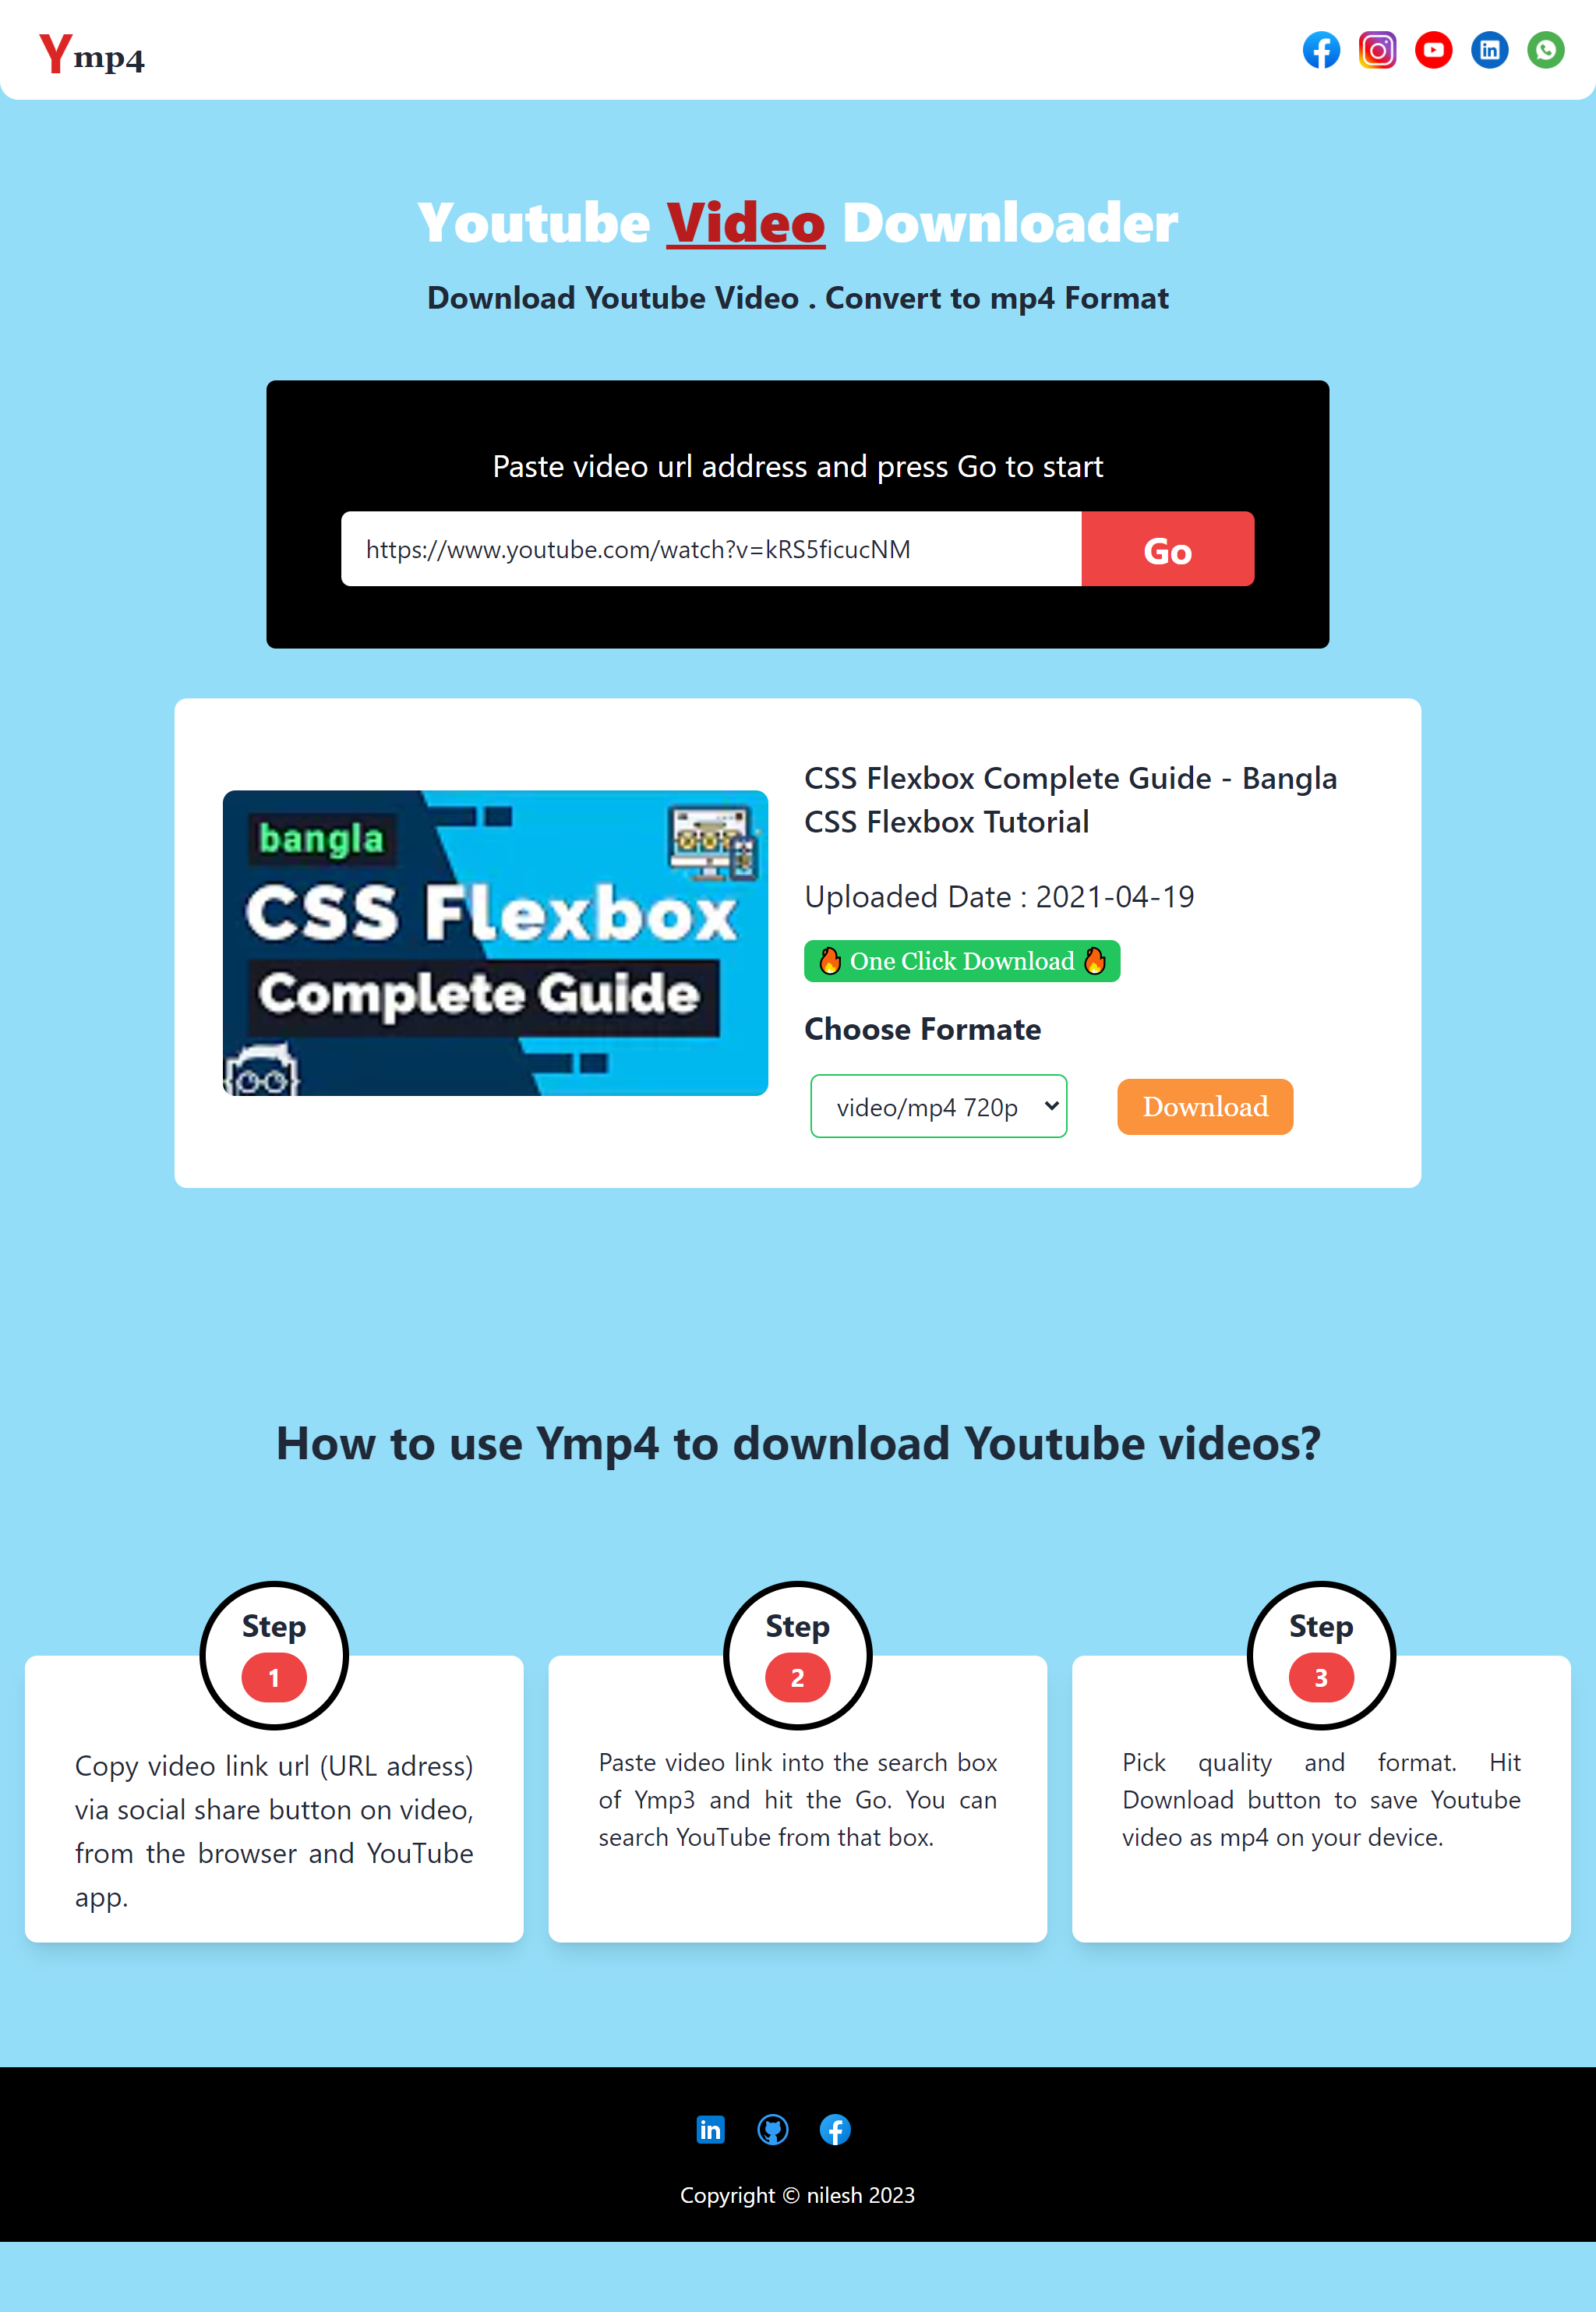 Ymp4
Youtube Video Downloader
Download Youtube Video . Convert to mp4 Format
Paste video url address and press Go to start
https://www.youtube.com/watch?v=kRS5ficucNM
Go
bangla
CSS Flexbox
Complete Guide
CSS Flexbox Complete Guide - Bangla
CSS Flexbox Tutorial
Uploaded Date : 2021-04-19
🔥 One Click Download 🔥
Choose Formate
video/mp4 720p
Download
How to use Ymp4 to download Youtube videos?
Step
1
Copy video link url (URL adress)
via social share button on video,
from the browser and YouTube
app.
Step
2
Paste video link into the search box
of Ymp3 and hit the Go. You can
search YouTube from that box.
Step
3
Pick quality and format. Hit
Download button to save Youtube
video as mp4 on your device.
Copyright © nilesh 2023